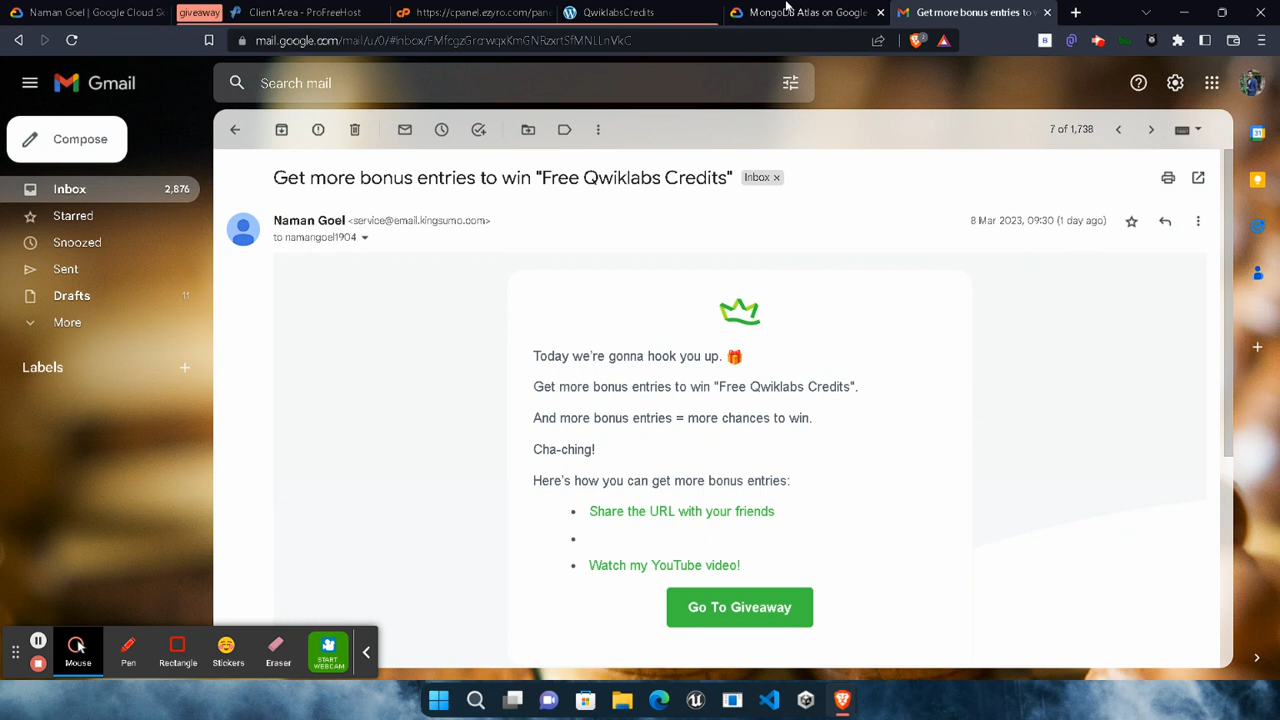 Naman Goel | Google Cloud Sk
giveaway
Client Area - ProFreeHost
https://cpanel.ezyro.com/pane
QwiklabsCredits
MongoDB Atlas on Google
Get more bonus entries to w
mail.google.com/mail/u/0/#inbox/
Gmail
Search mail
Compose
7 of 1,738
Inbox 2,876
Starred
Snoozed
Sent
Drafts 11
More
Labels
Get more bonus entries to win "Free Qwiklabs Credits" Inbox ×
Naman Goel <service@email.kingsumo.com>
8 Mar 2023, 09:30 (1 day ago)
to namangoel1904
Today we're gonna hook you up. 🎁
Get more bonus entries to win "Free Qwiklabs Credits".
And more bonus entries = more chances to win.
Cha-ching!
Here's how you can get more bonus entries:
Share the URL with your friends
Watch my YouTube video!
Go To Giveaway
Mouse
Pen
Rectangle
Stickers
Eraser
START
WEBCAM